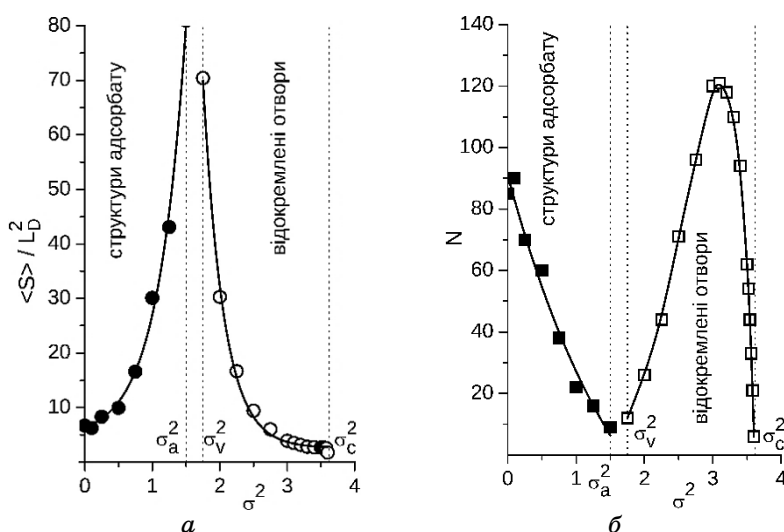 <S> / L_D^2
80
70
60
50
40
30
20
10
0
1
2
3
4
структури адсорбату
відокремлені отвори
σ_a^2
σ_v^2
σ_c^2
σ^2
а
N
140
120
100
80
60
40
20
0
1
2
3
4
структури адсорбату
відокремлені отвори
σ_a^2
σ_v^2
σ_c^2
σ^2
б